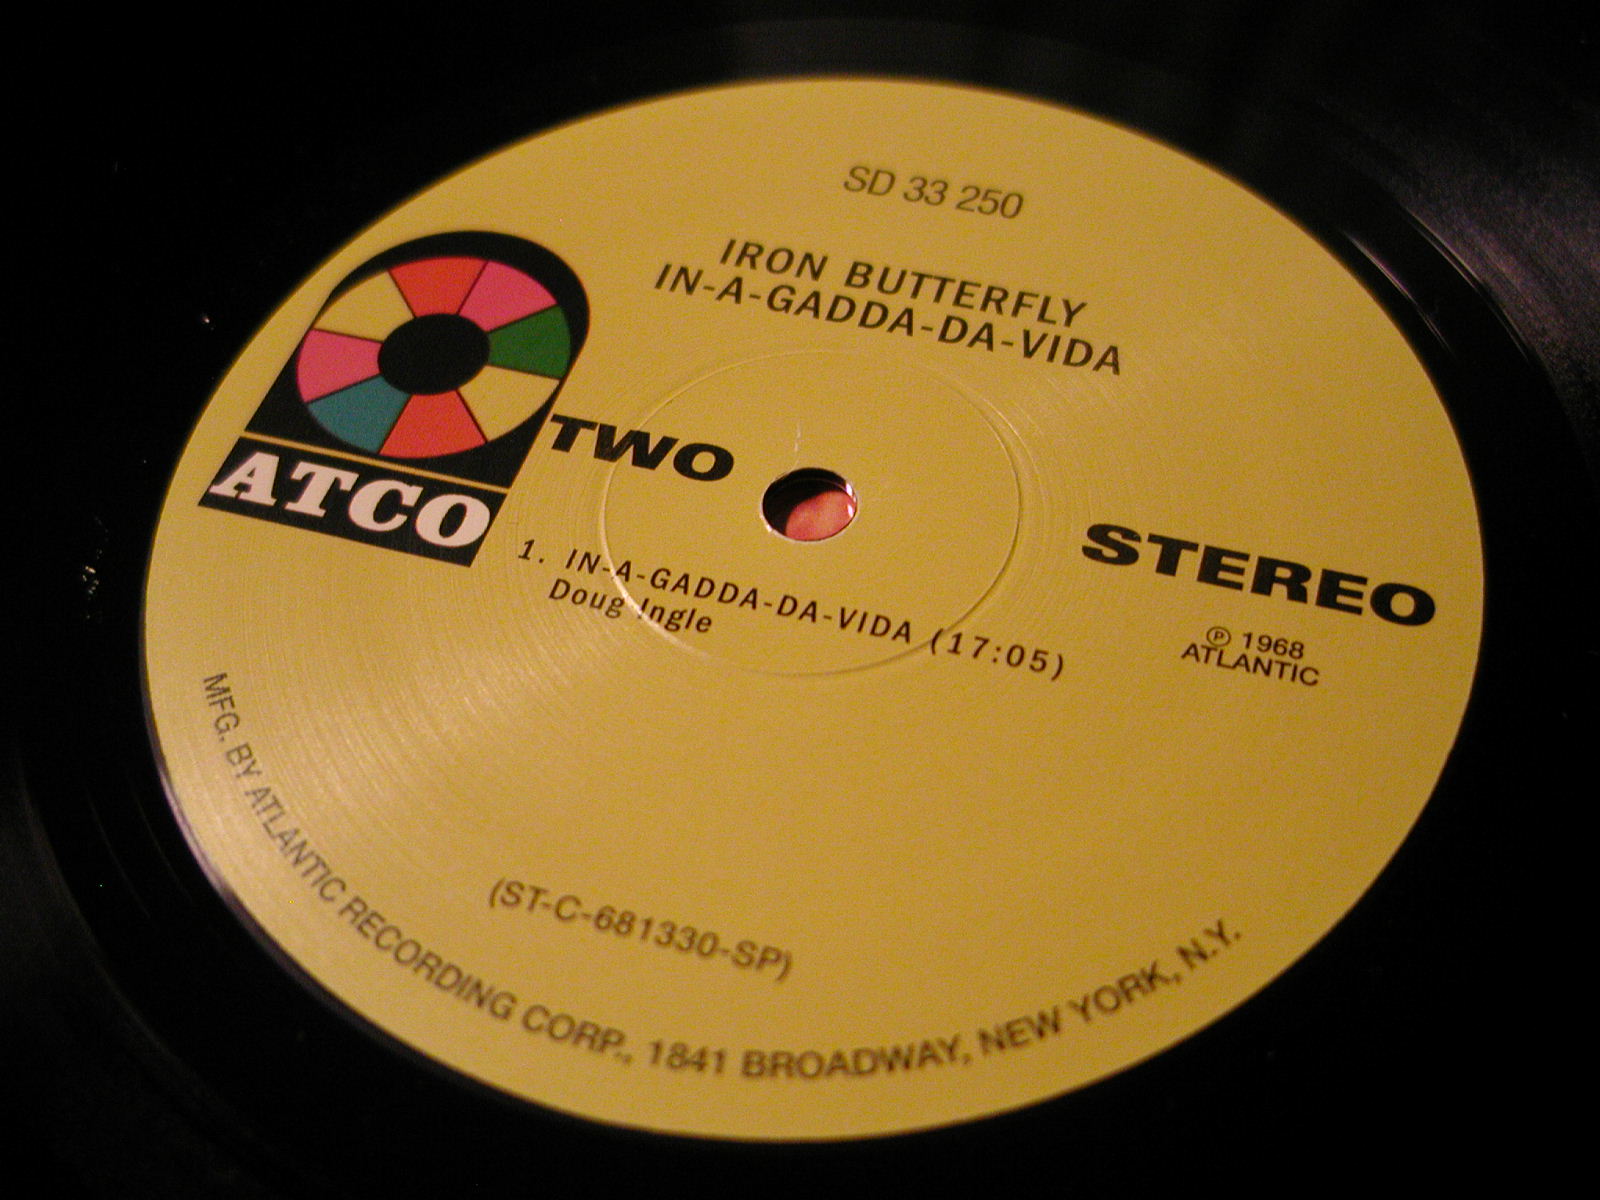 SD 33 250
IRON BUTTERFLY
IN-A-GADDA-DA-VIDA
ATCO
TWO
STEREO
1. IN-A-GADDA-DA-VIDA (17:05)
Doug Ingle
℗ 1968
ATLANTIC
(ST-C-681330-SP)
MFG. BY ATLANTIC RECORDING CORP., 1841 BROADWAY, NEW YORK, N.Y.